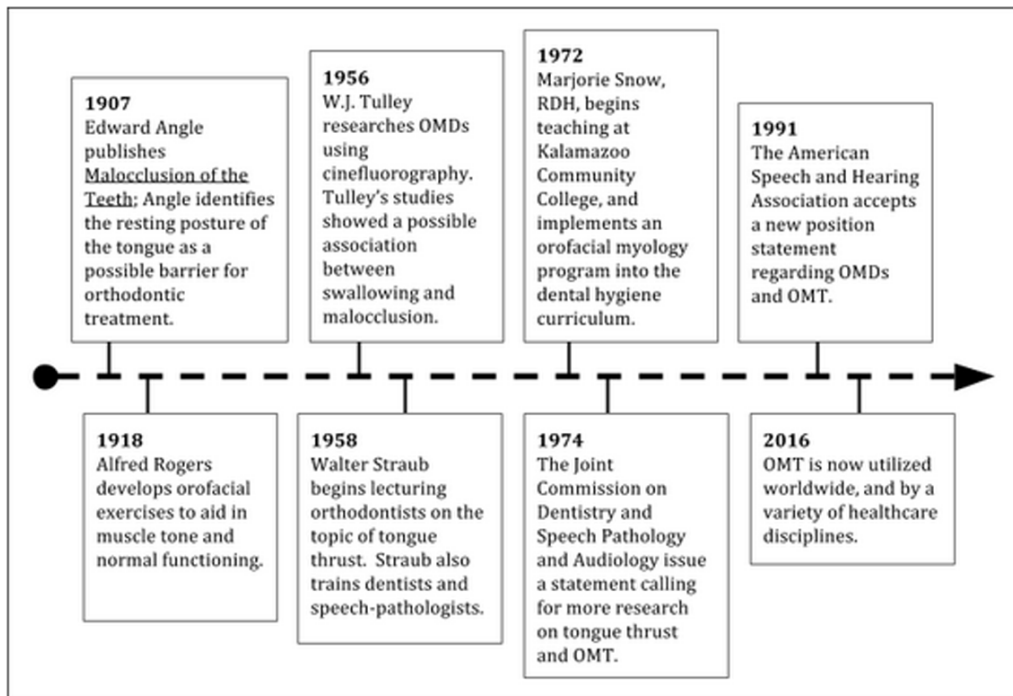 1907
Edward Angle
publishes
Malocclusion of the
Teeth; Angle identifies
the resting posture of
the tongue as a
possible barrier for
orthodontic
treatment.
1918
Alfred Rogers
develops orofacial
exercises to aid in
muscle tone and
normal functioning.
1956
W.J. Tulley
researches OMDs
using
cinefluorography.
Tulley's studies
showed a possible
association
between
swallowing and
malocclusion.
1958
Walter Straub
begins lecturing
orthodontists on the
topic of tongue
thrust. Straub also
trains dentists and
speech-pathologists.
1972
Marjorie Snow,
RDH, begins
teaching at
Kalamazoo
Community
College, and
implements an
orofacial myology
program into the
dental hygiene
curriculum.
1974
The Joint
Commission on
Dentistry and
Speech Pathology
and Audiology issue
a statement calling
for more research
on tongue thrust
and OMT.
1991
The American
Speech and Hearing
Association accepts
a new position
statement
regarding OMDs
and OMT.
2016
OMT is now utilized
worldwide, and by a
variety of healthcare
disciplines.